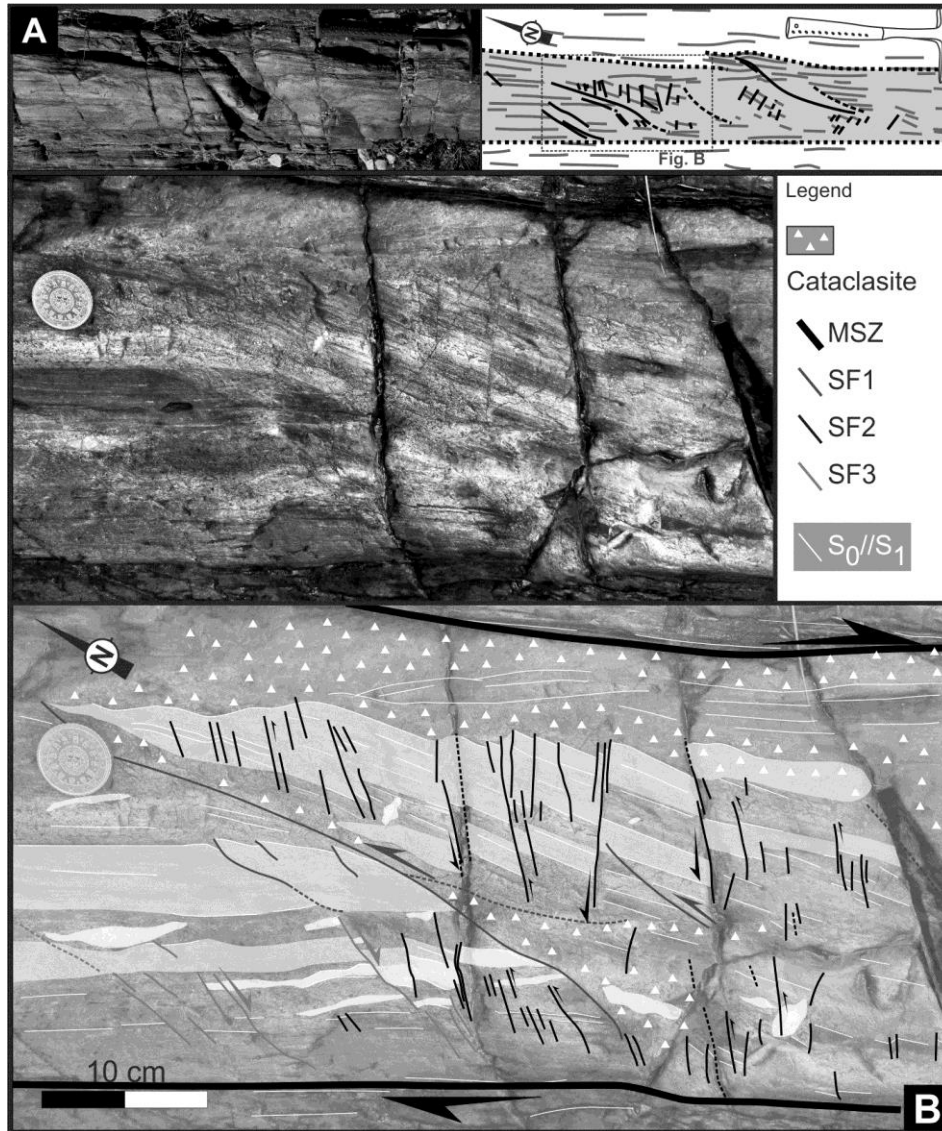 A
N
Fig. B
Legend
Cataclasite
MSZ
SF1
SF2
SF3
S0//S1
N
10 cm
B